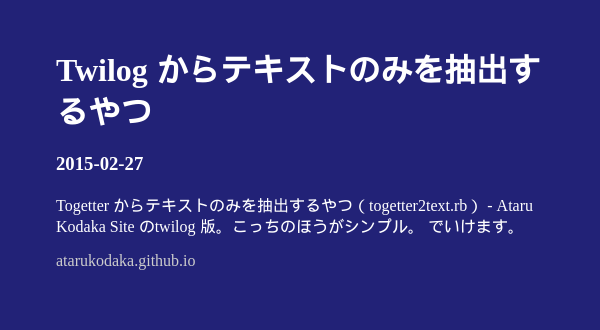 Twilog からテキストのみを抽出す
るやつ
2015-02-27
Togetter からテキストのみを抽出するやつ ( togetter2text.rb ) - Ataru
Kodaka Site のtwilog 版。こっちのほうがシンプル。 でいけます。
atarukodaka.github.io